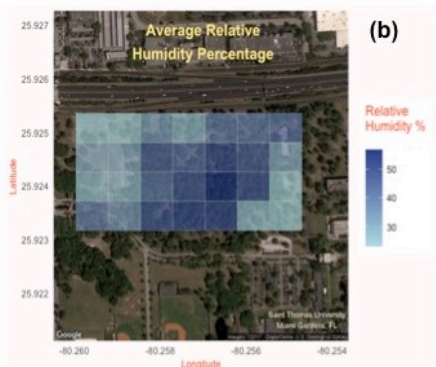 Average Relative
Humidity Percentage
(b)
25.927
25.926
25.925
25.924
25.923
25.922
Latitude
Relative
Humidity %
50
40
30
Saint Thomas University
Miami Gardens, FL
Google
-80.260
-80.258
-80.256
-80.254
Longitude